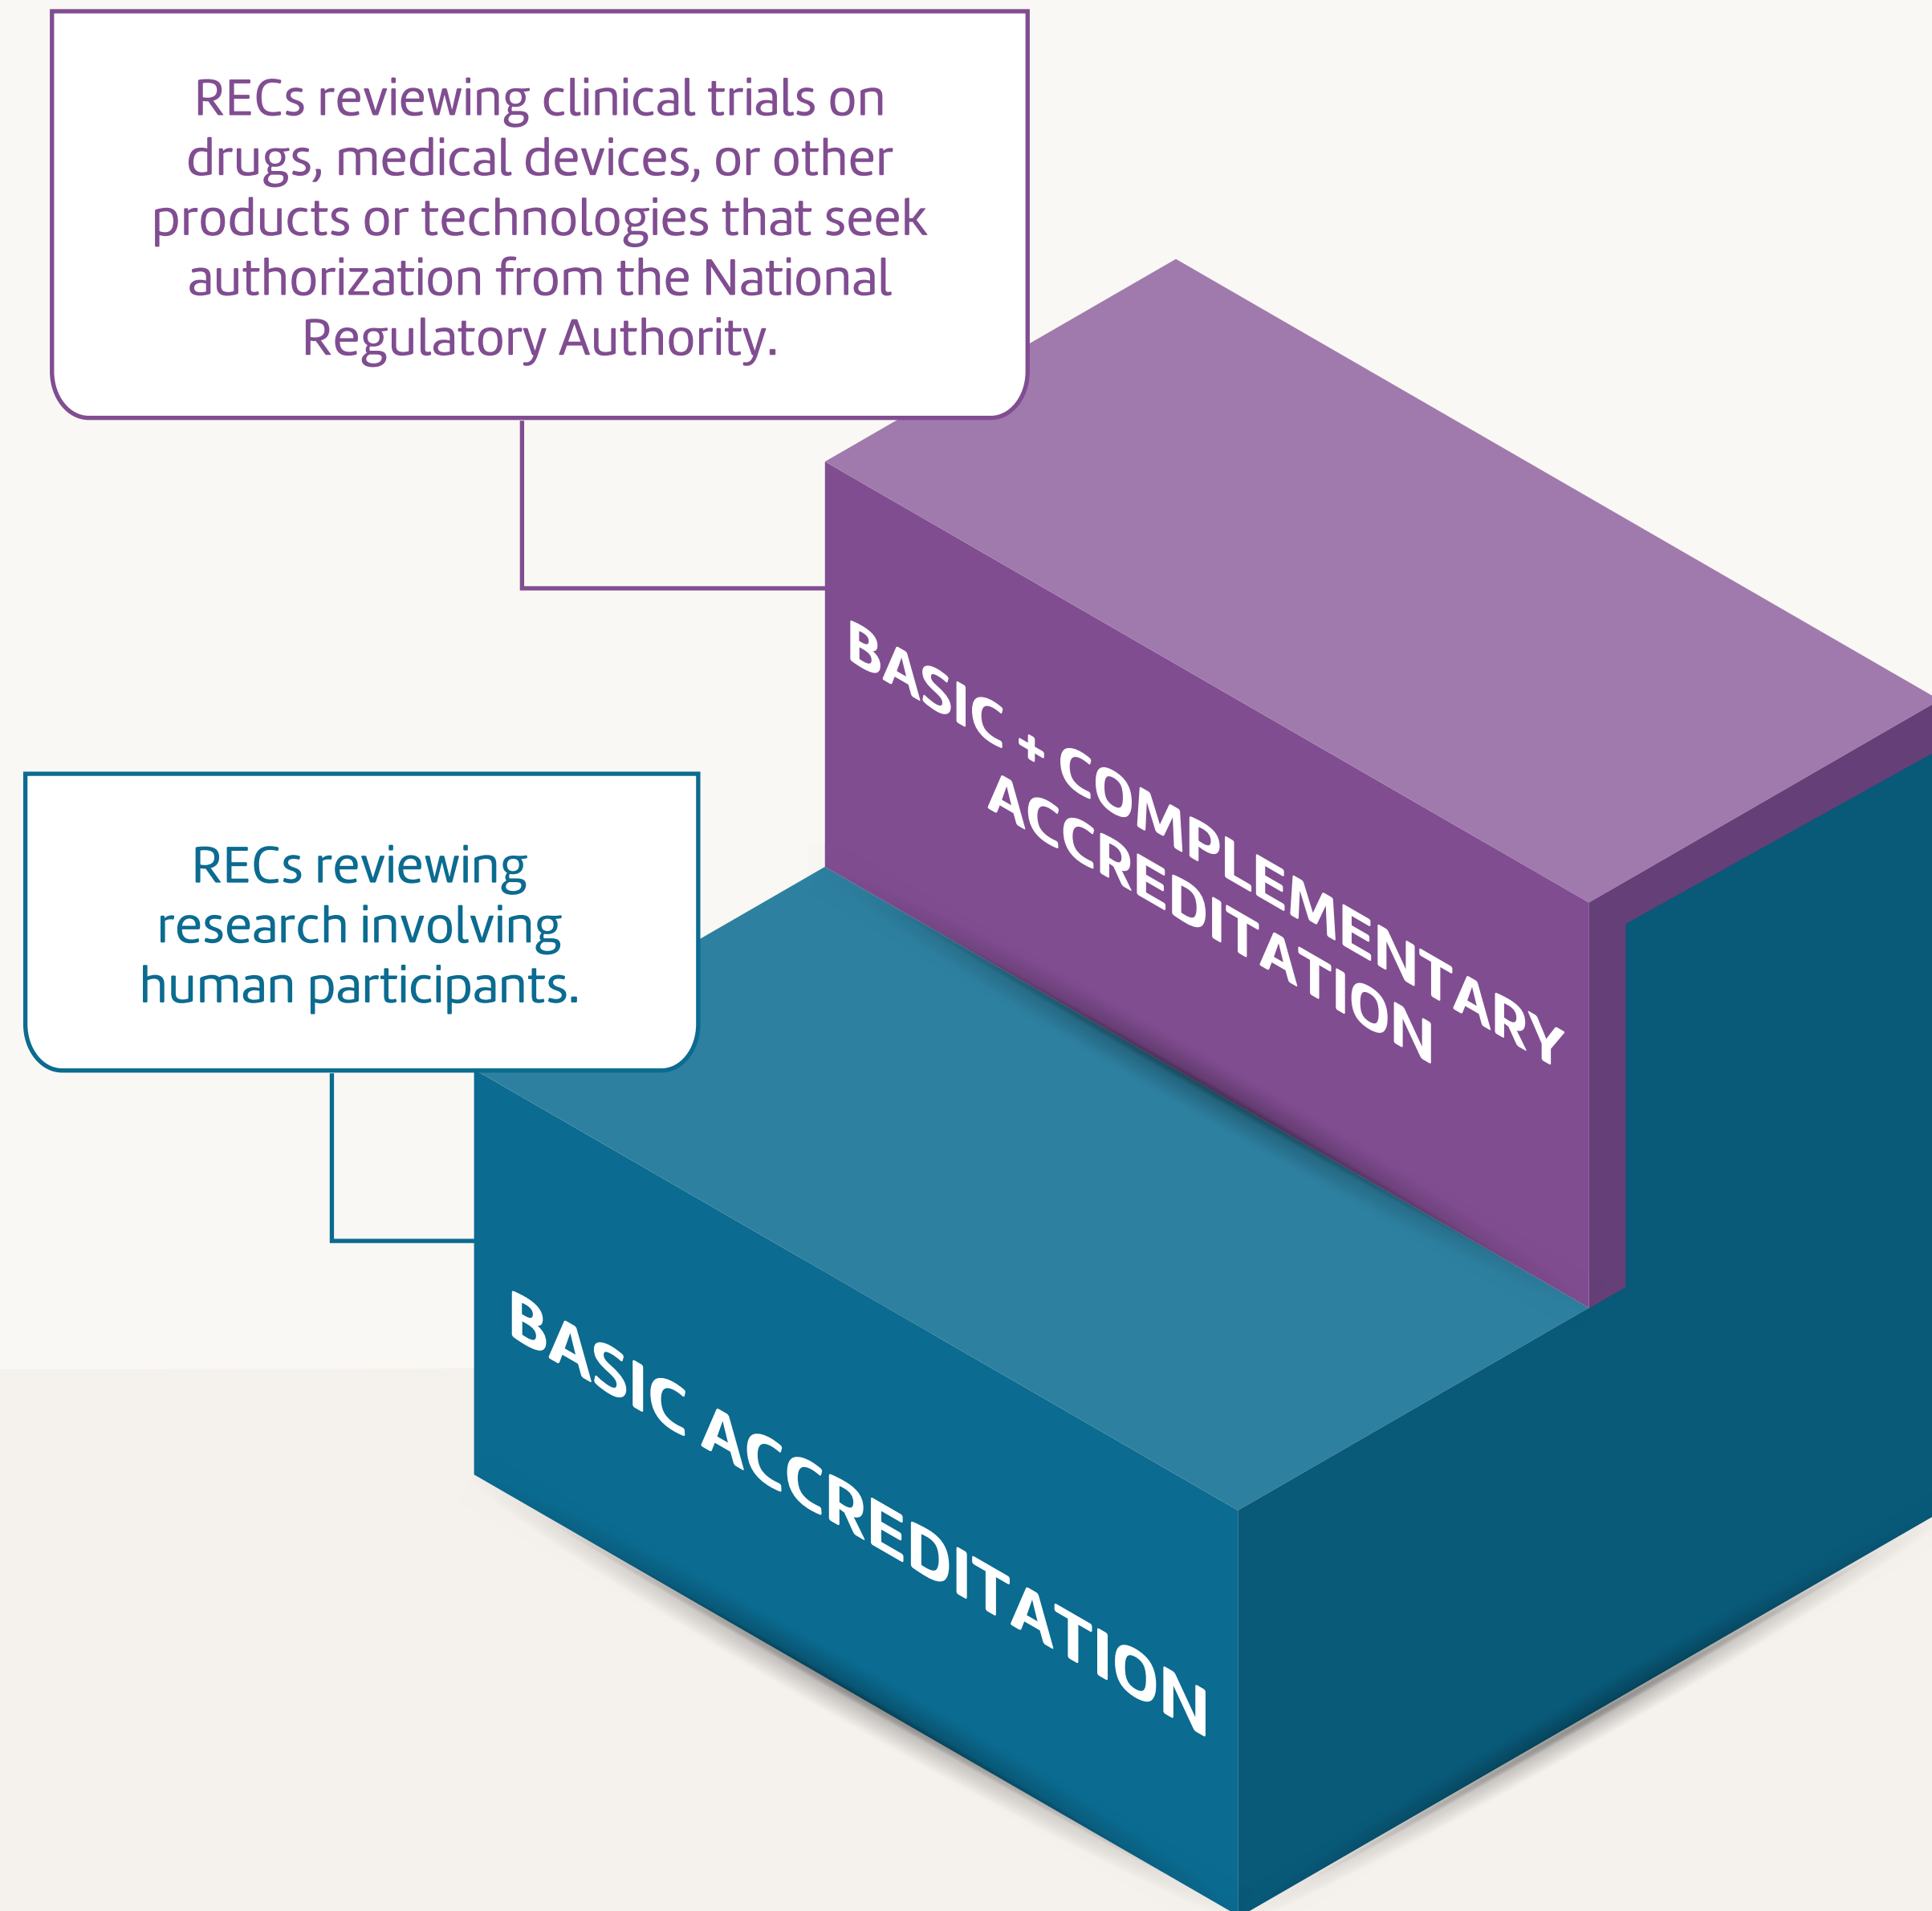 RECs reviewing clinical trials on
drugs, medical devices, or other
products or technologies that seek
authorization from the National
Regulatory Authority.
BASIC + COMPLEMENTARY
ACCREDITATION
RECs reviewing
research involving
human participants.
BASIC ACCREDITATION